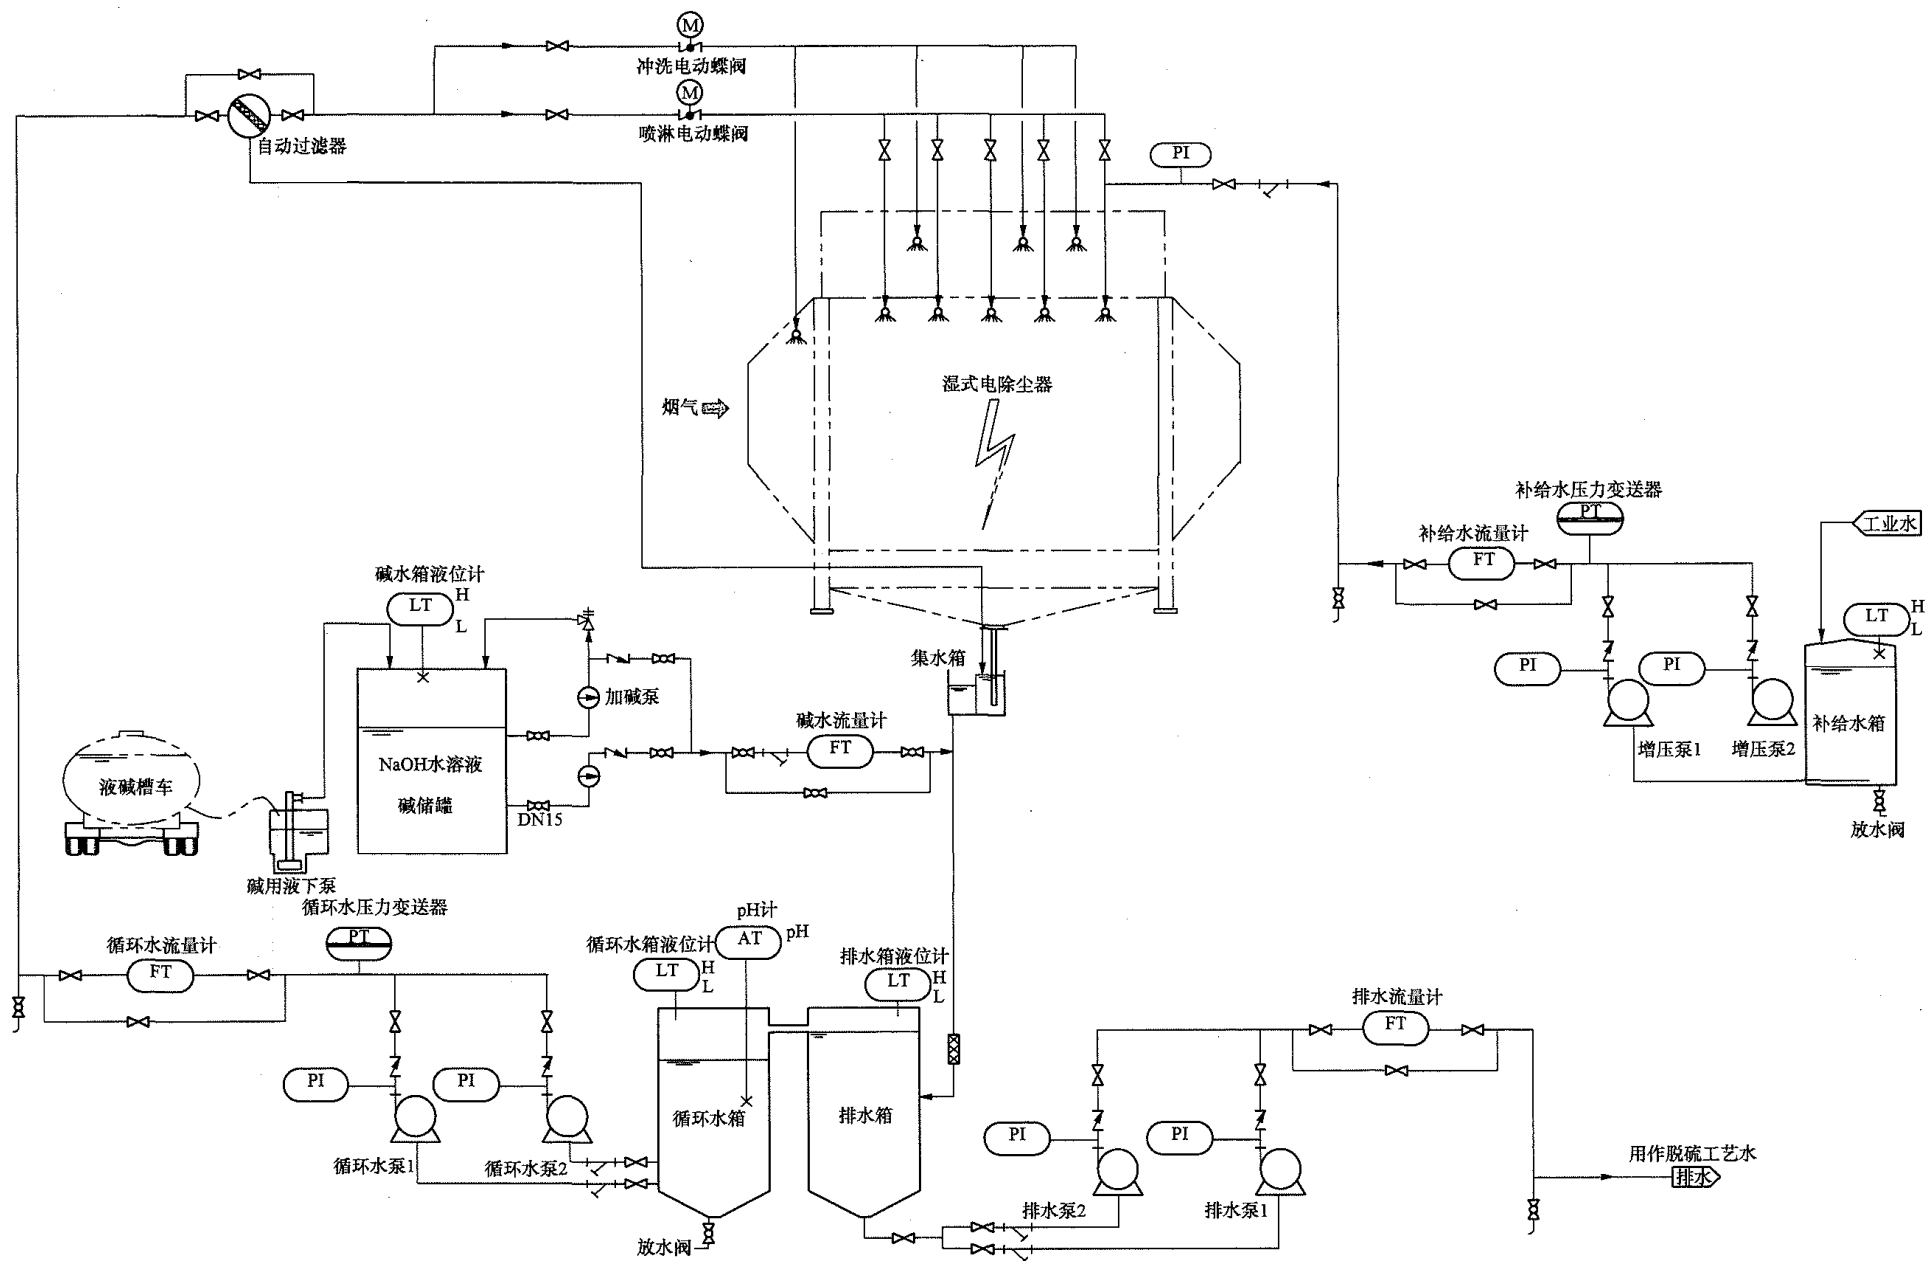 M
冲洗电动蝶阀
M
喷淋电动蝶阀
自动过滤器
PI
湿式电除尘器
烟气
补给水压力变送器
PT
工业水
补给水流量计
FT
碱水箱液位计
LT
H
L
LT
H
L
集水箱
PI
PI
加碱泵
补给水箱
碱水流量计
FT
增压泵1
增压泵2
NaOH水溶液
碱储罐
液碱槽车
DN15
放水阀
碱用液下泵
循环水压力变送器
PT
pH计
AT
pH
循环水流量计
FT
循环水箱液位计
LT
H
L
排水箱液位计
LT
H
L
排水流量计
FT
PI
PI
循环水箱
排水箱
PI
PI
循环水泵1
循环水泵2
用作脱硫工艺水
排水
排水泵2
排水泵1
放水阀